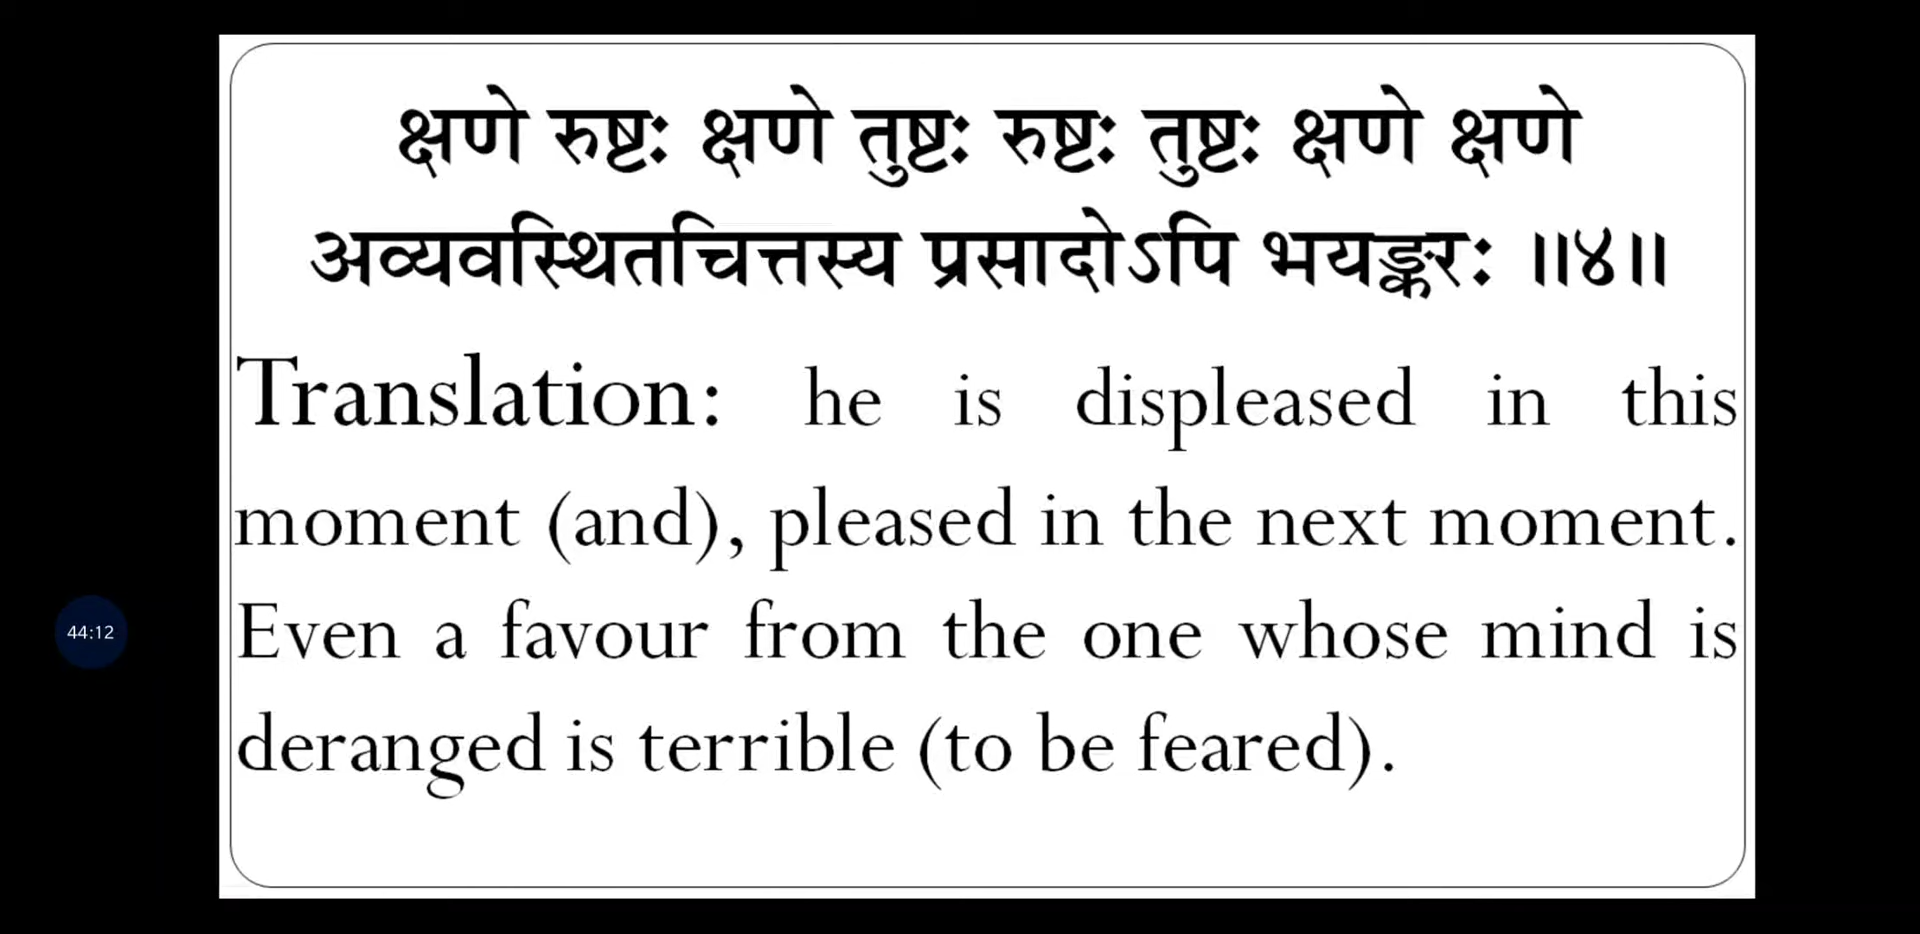 क्षणे रुष्टः क्षणे तुष्टः रुष्टः तुष्टः क्षणे क्षणे
अव्यवस्थितचित्तस्य प्रसादोऽपि भयङ्करः ॥४॥
Translation: he is displeased in this
moment (and), pleased in the next moment.
Even a favour from the one whose mind is
deranged is terrible (to be feared).
44:12